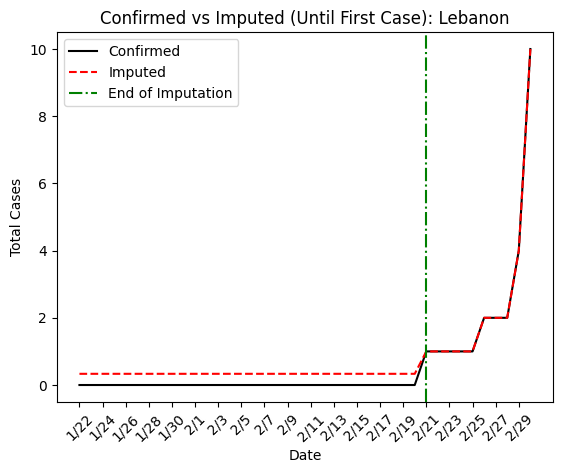 Confirmed vs Imputed (Until First Case): Lebanon
Confirmed
Imputed
End of Imputation
Total Cases
10
8
6
4
2
0
1/22 1/24 1/26 1/28 1/30 2/1 2/3 2/5 2/7 2/9 2/11 2/13 2/15 2/17 2/19 2/21 2/23 2/25 2/27 2/29
Date